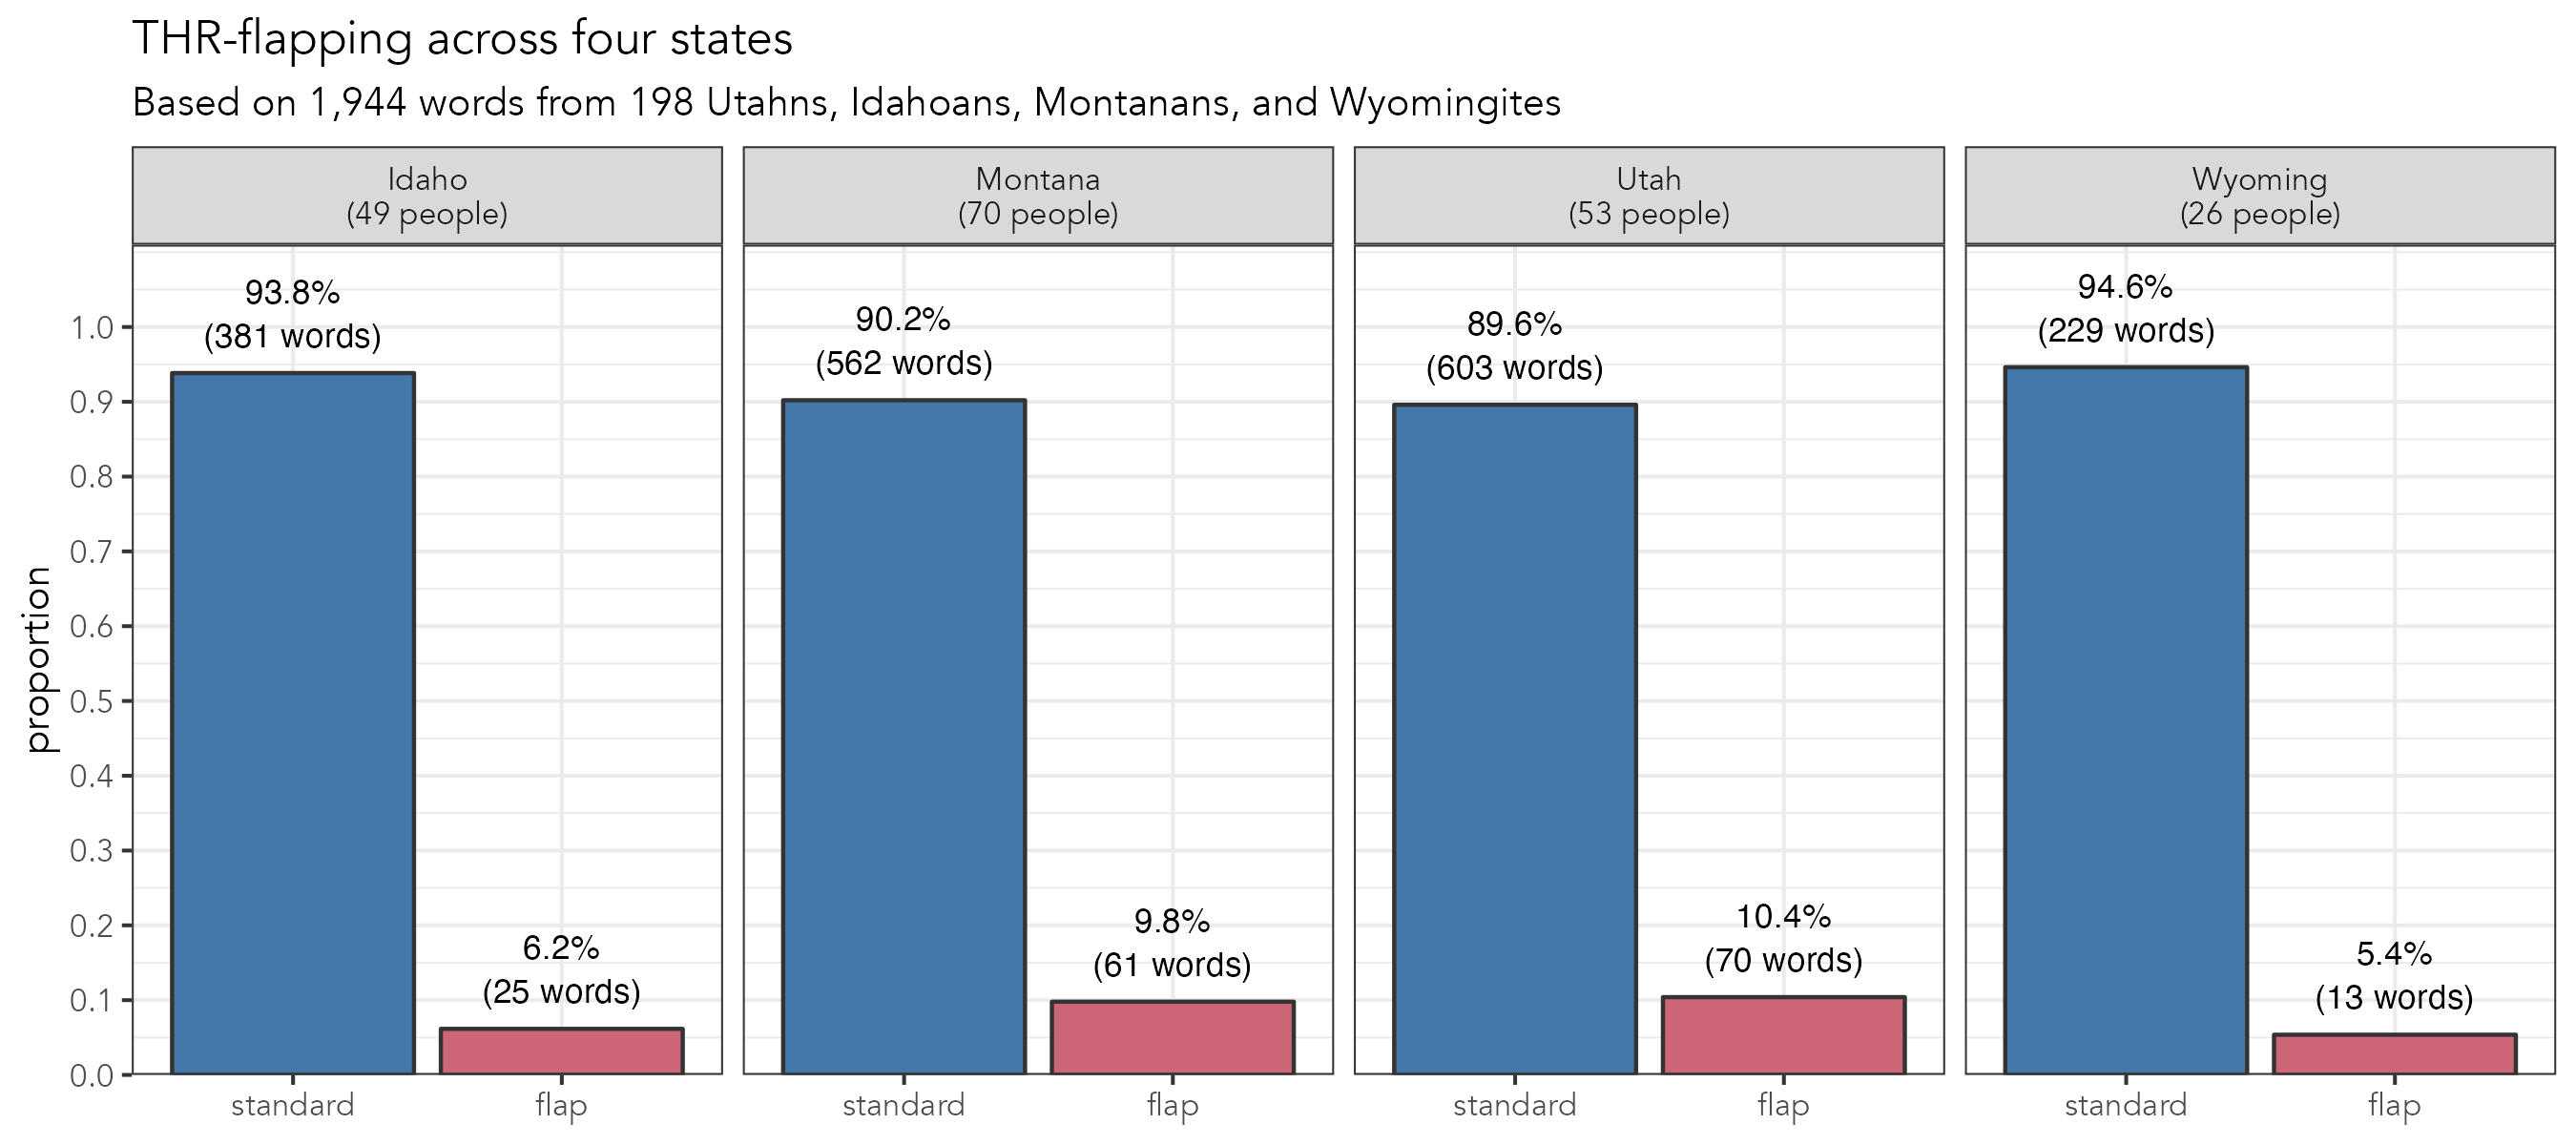 THR-flapping across four states
Based on 1,944 words from 198 Utahns, Idahoans, Montanans, and Wyomingites
Idaho
(49 people)
Montana
(70 people)
Utah
(53 people)
Wyoming
(26 people)
proportion
1.0
0.9
0.8
0.7
0.6
0.5
0.4
0.3
0.2
0.1
0.0
93.8%
(381 words)
6.2%
(25 words)
90.2%
(562 words)
9.8%
(61 words)
89.6%
(603 words)
10.4%
(70 words)
94.6%
(229 words)
5.4%
(13 words)
standard
flap
standard
flap
standard
flap
standard
flap